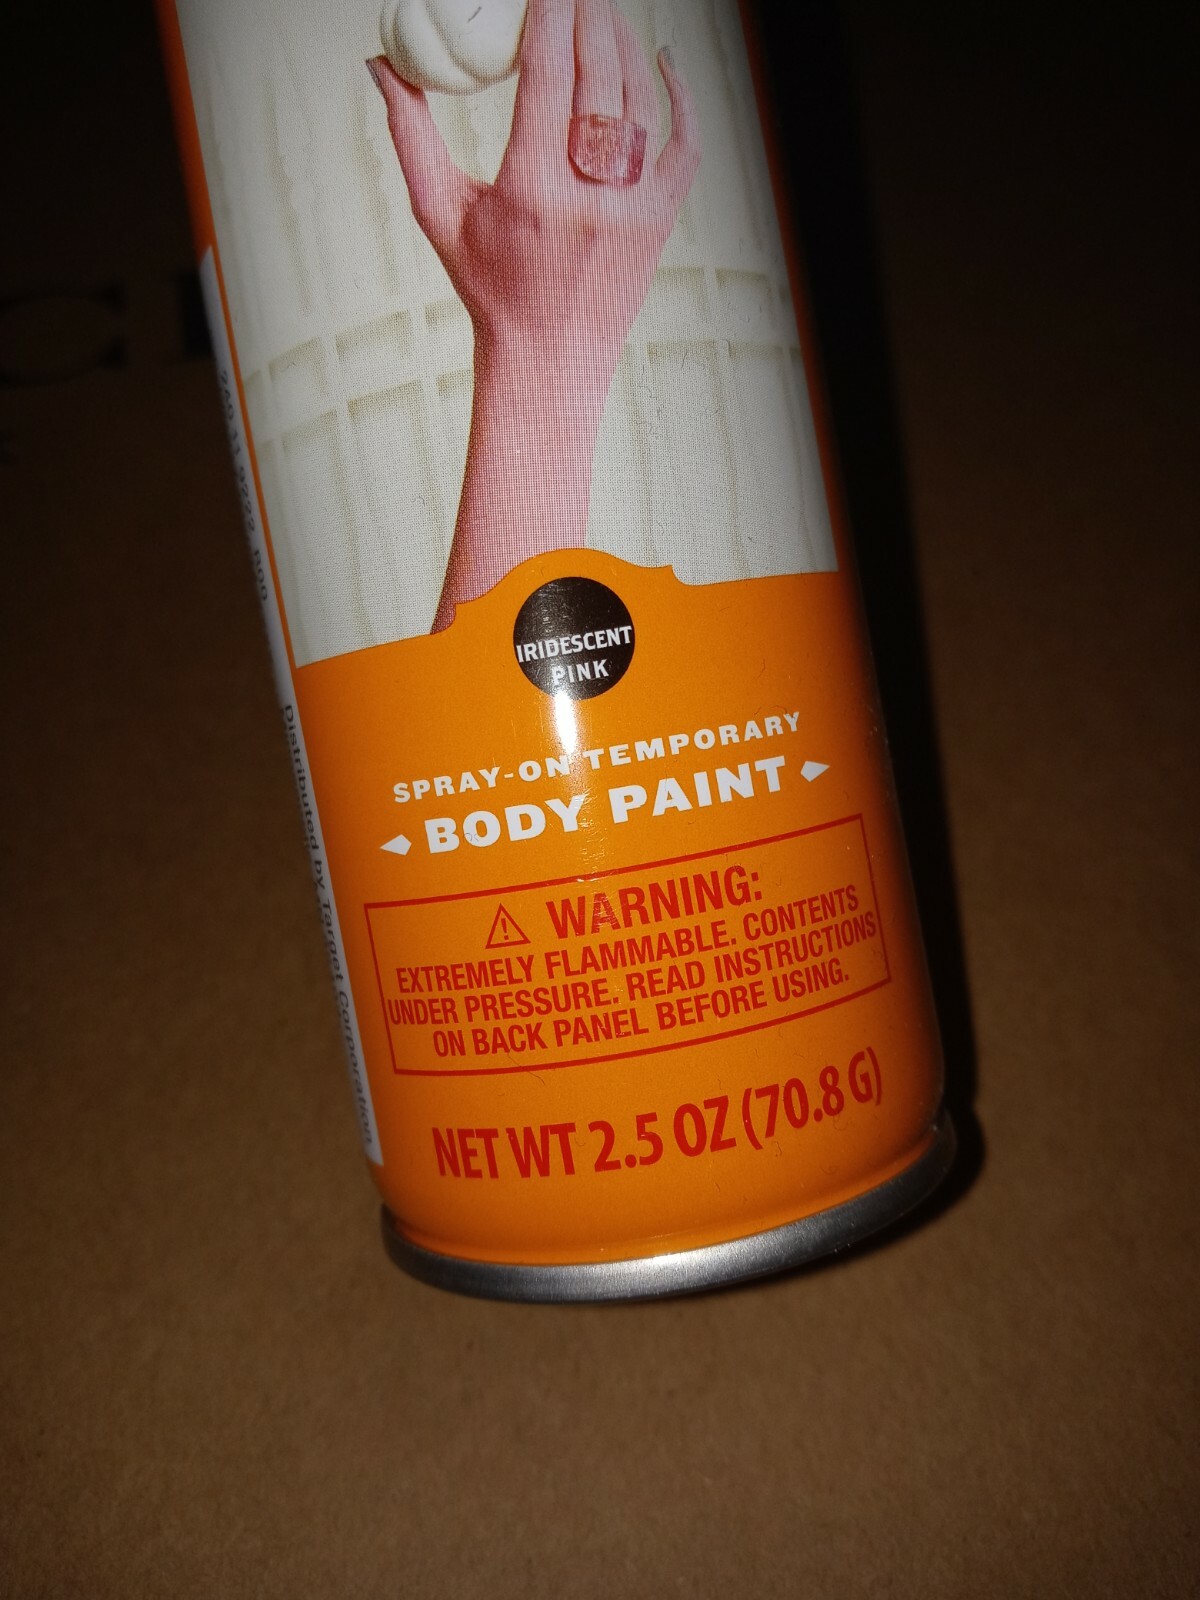 IRIDESCENT
PINK
SPRAY-ON TEMPORARY
BODY PAINT
WARNING:
EXTREMELY FLAMMABLE. CONTENTS
UNDER PRESSURE. READ INSTRUCTIONS
ON BACK PANEL BEFORE USING.
NET WT 2.5 OZ (70.8 G)
Distributed by Target Corporation